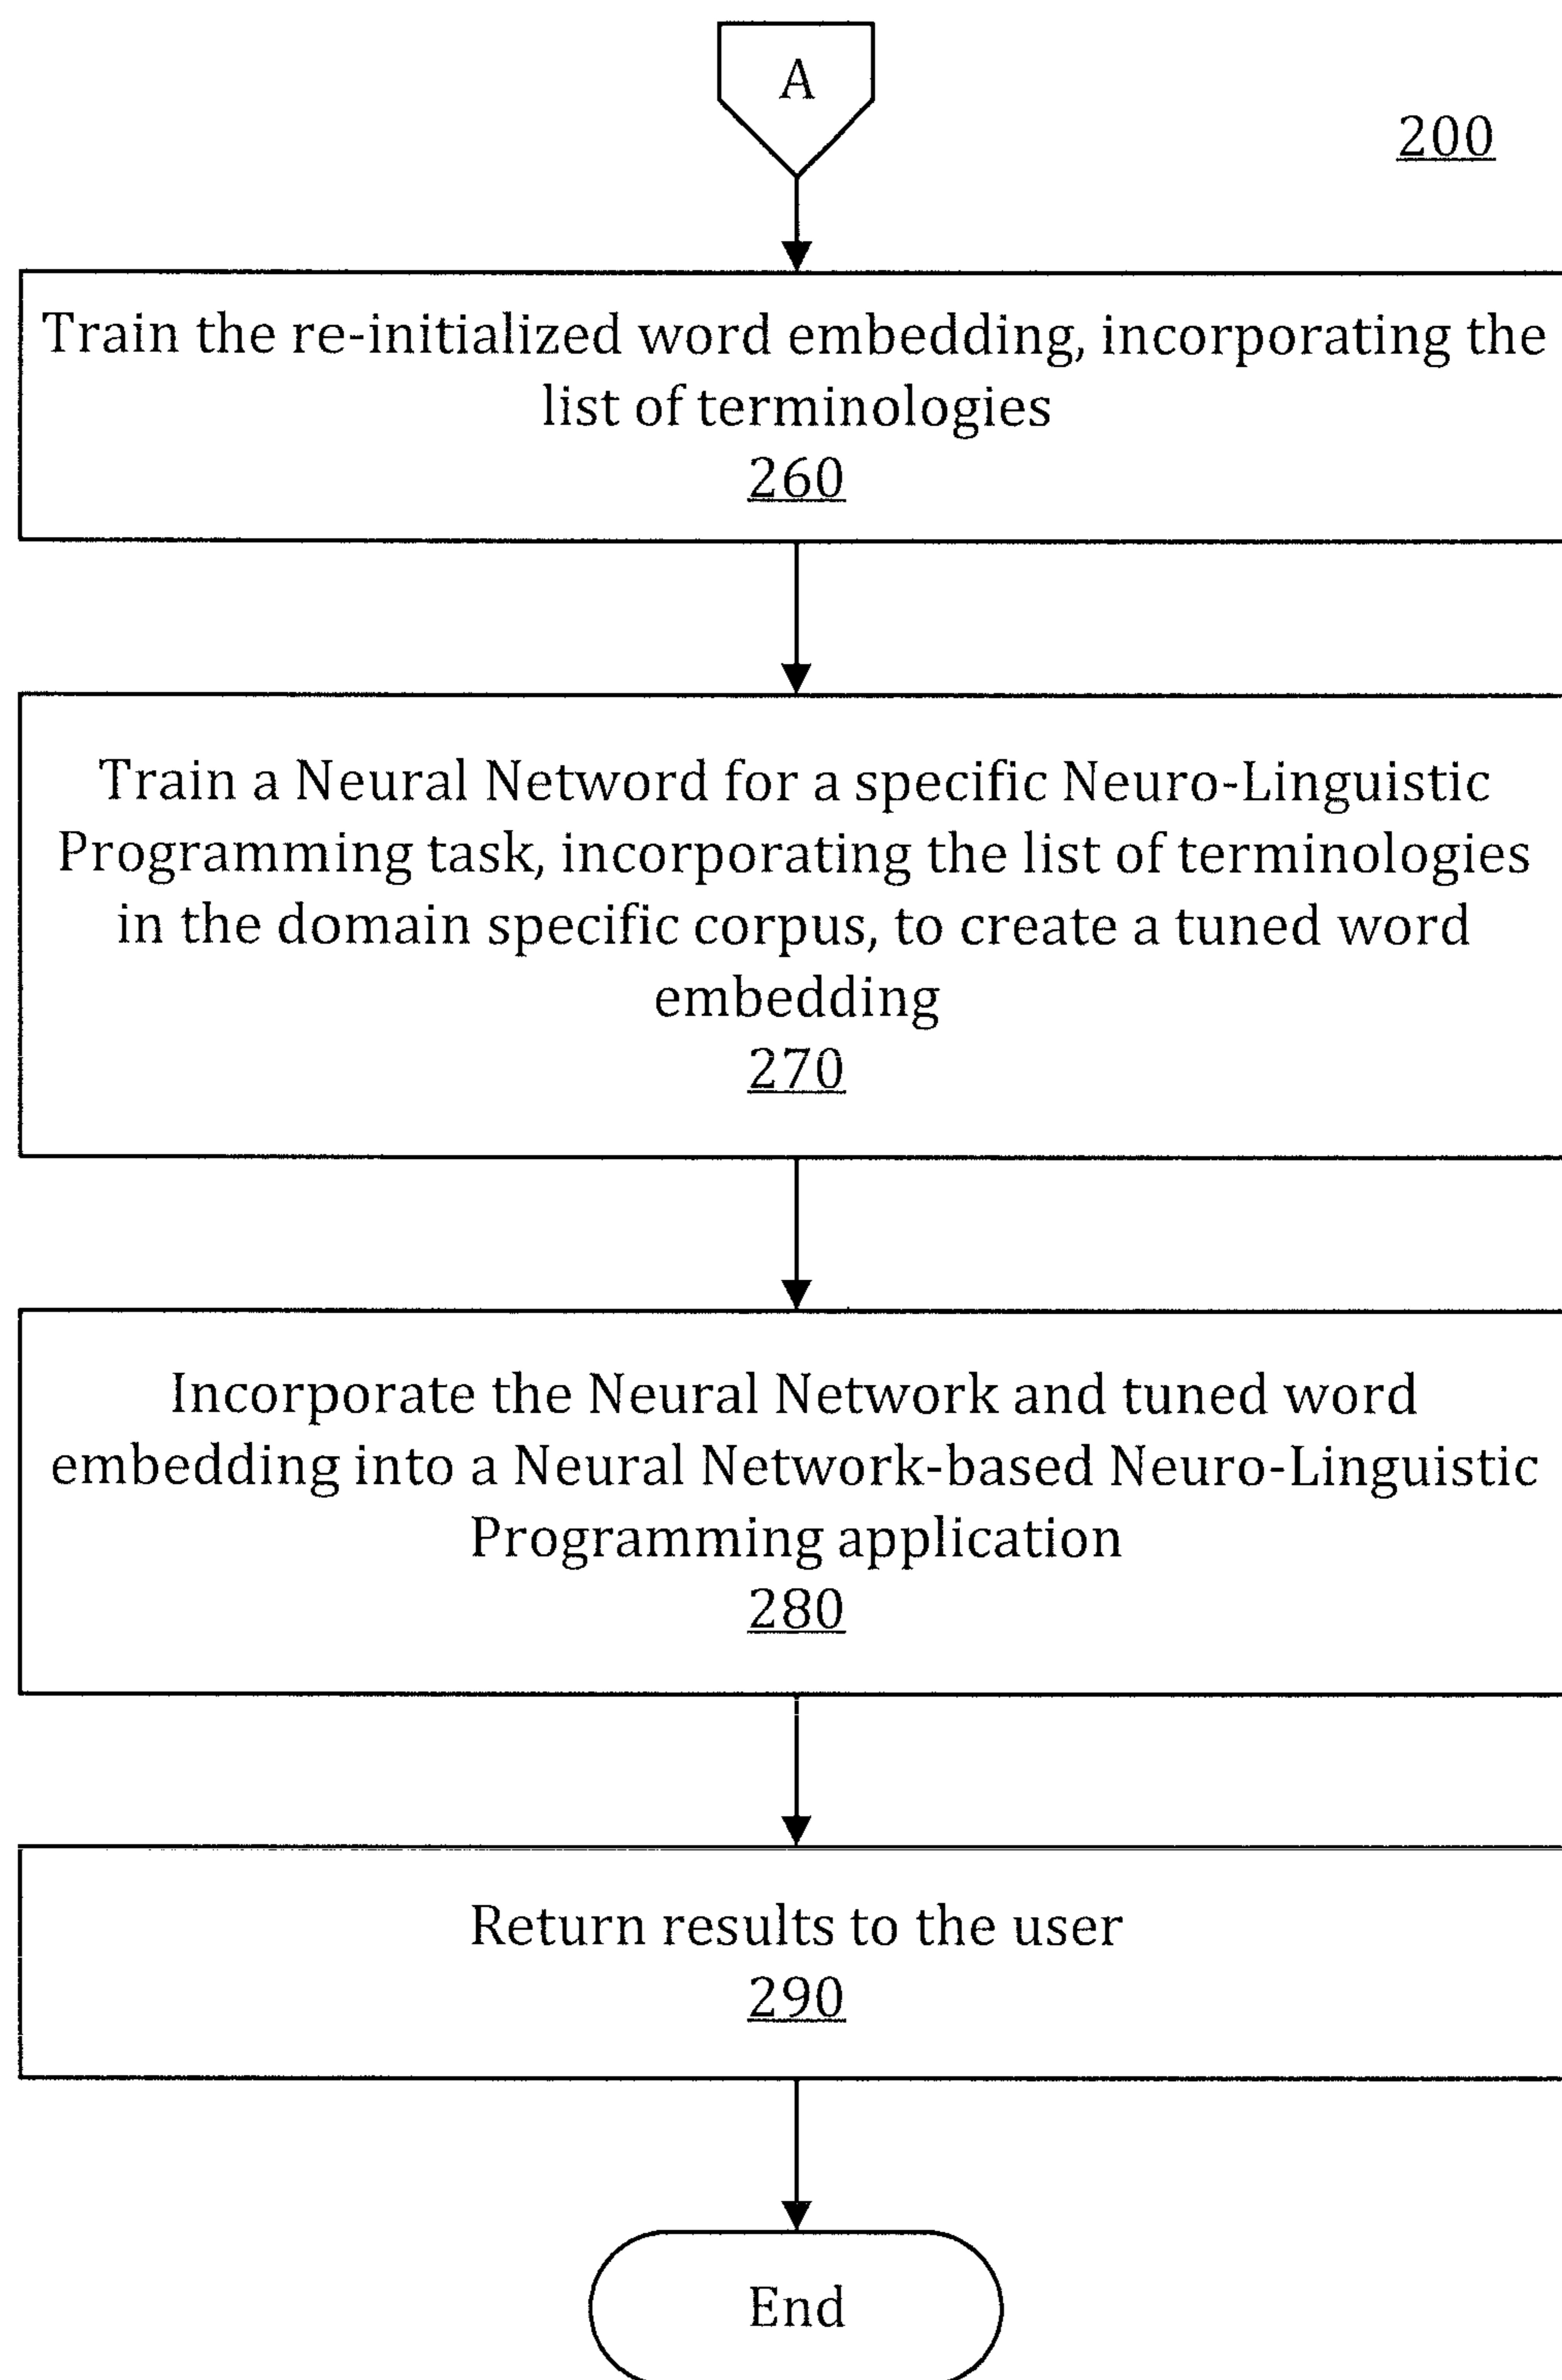 A
200
Train the re-initialized word embedding, incorporating the
list of terminologies
260
Train a Neural Netword for a specific Neuro-Linguistic
Programming task, incorporating the list of terminologies
in the domain specific corpus, to create a tuned word
embedding
270
Incorporate the Neural Network and tuned word
embedding into a Neural Network-based Neuro-Linguistic
Programming application
280
Return results to the user
290
End